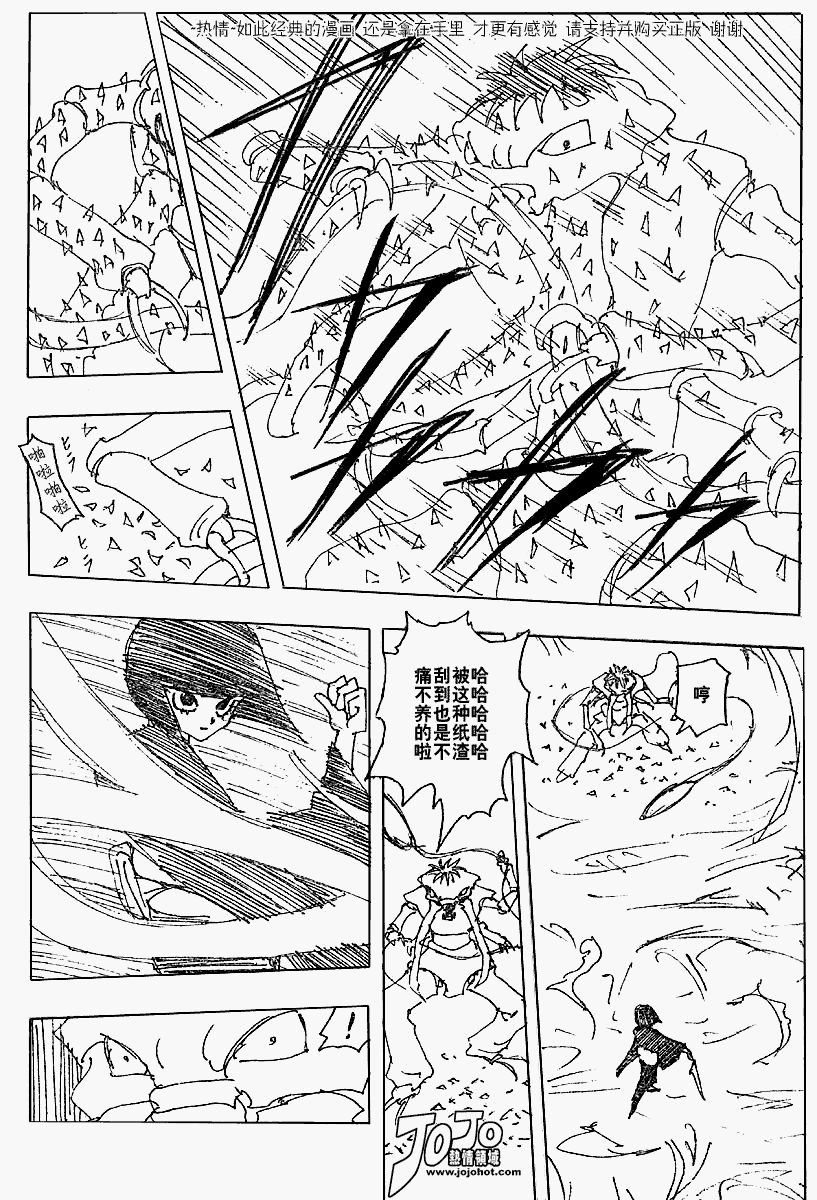 -热情-如此经典的漫画 还是拿在手里 才更有感觉 请支持并购买正版 谢谢
啪啦啪啦
ヒラ
ヒラ
哼
哈哈哈哈哈
被这种纸渣
刮到也是不
痛不养的啦
!
JoJo
熱情領域
www.jojohot.com